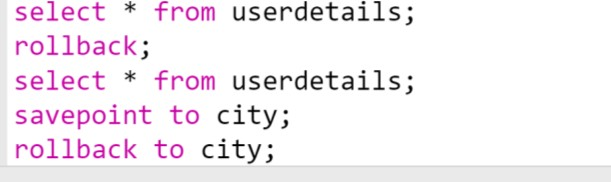 select * from userdetails;
rollback;
select * from userdetails;
savepoint to city;
rollback to city;